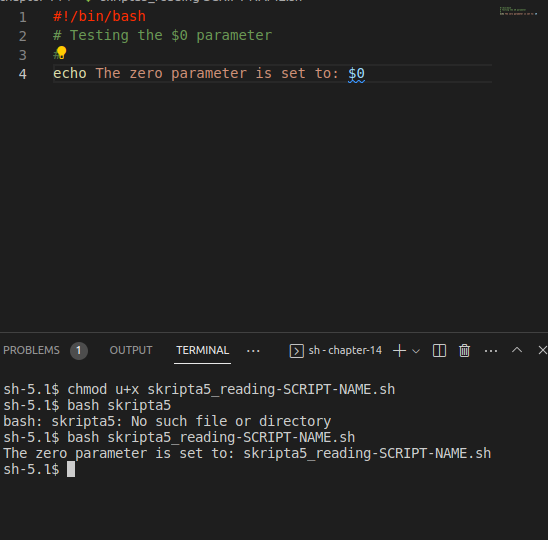 1 #!/bin/bash
2 # Testing the $0 parameter
3 #
4 echo The zero parameter is set to: $0
PROBLEMS 1 OUTPUT TERMINAL ··· sh - chapter-14
sh-5.1$ chmod u+x skripta5_reading-SCRIPT-NAME.sh
sh-5.1$ bash skripta5
bash: skripta5: No such file or directory
sh-5.1$ bash skripta5_reading-SCRIPT-NAME.sh
The zero parameter is set to: skripta5_reading-SCRIPT-NAME.sh
sh-5.1$